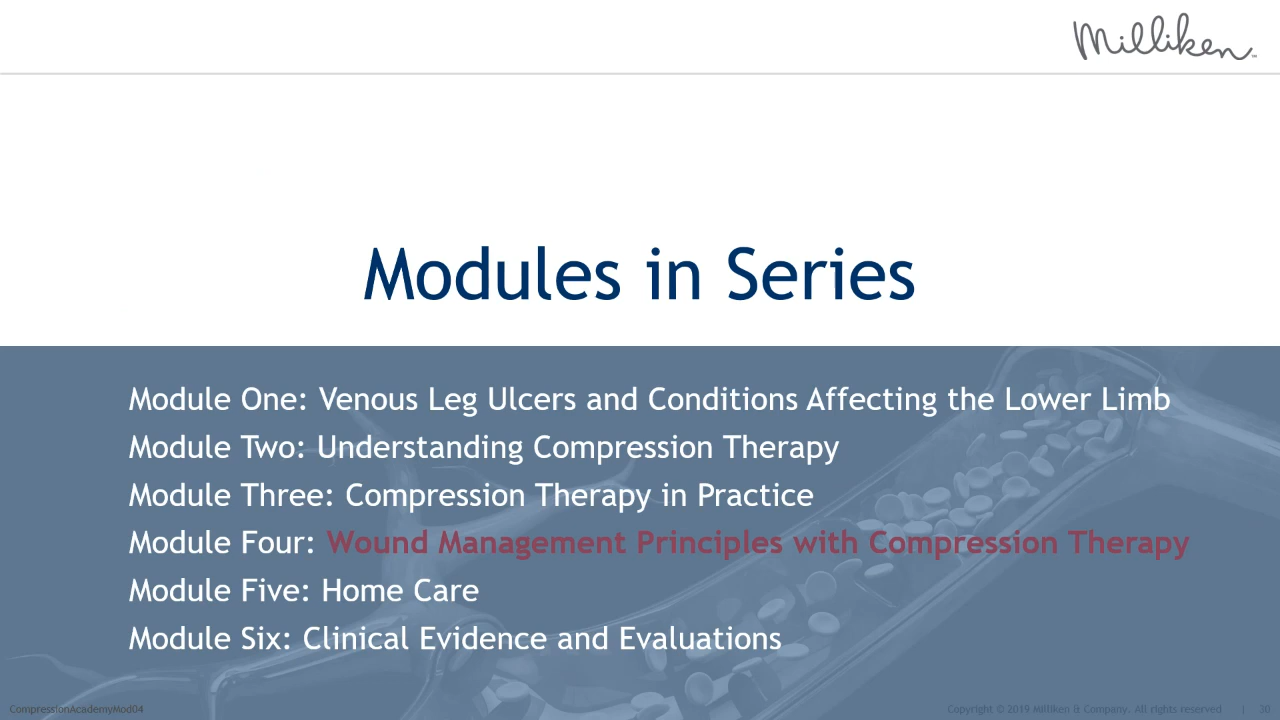 Milliken™
Modules in Series
Module One: Venous Leg Ulcers and Conditions Affecting the Lower Limb
Module Two: Understanding Compression Therapy
Module Three: Compression Therapy in Practice
Module Four: Wound Management Principles with Compression Therapy
Module Five: Home Care
Module Six: Clinical Evidence and Evaluations
CompressionAcademyMod04
Copyright © 2019 Milliken & Company. All rights reserved | 30